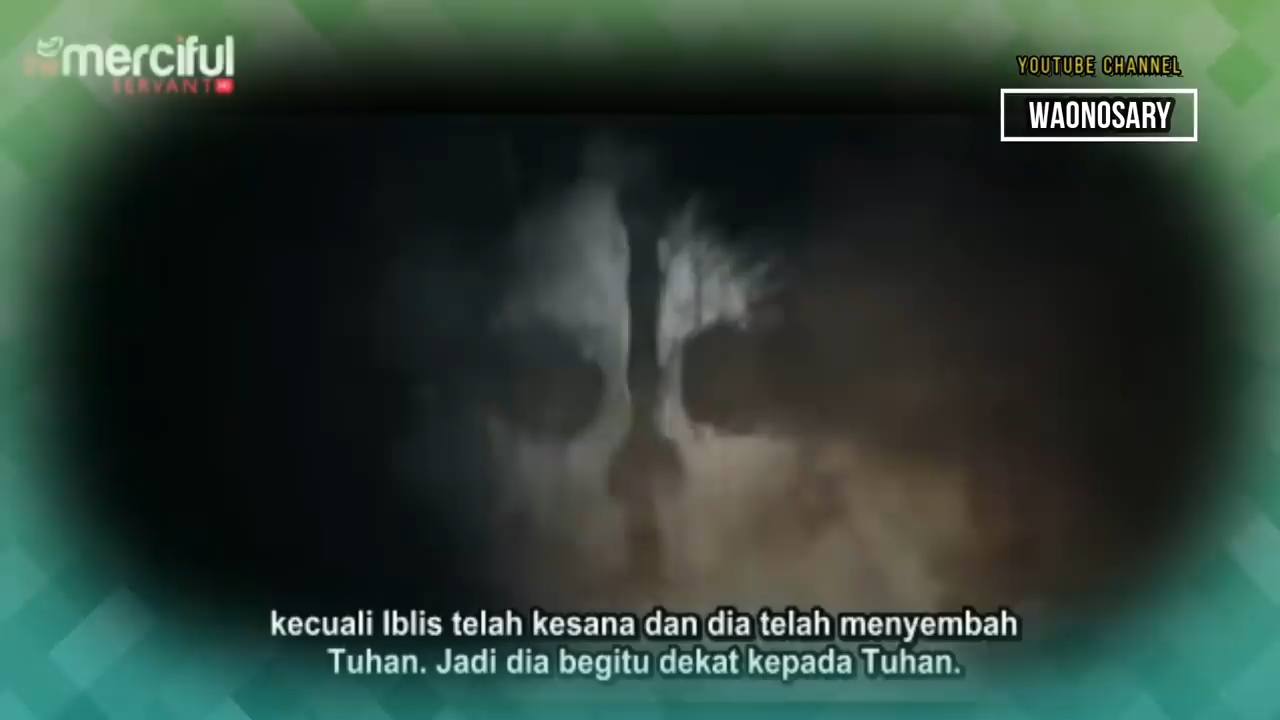 merciful
SERVANT
YOUTUBE CHANNEL
WAONOSARY
kecuali Iblis telah kesana dan dia telah menyembah
Tuhan. Jadi dia begitu dekat kepada Tuhan.